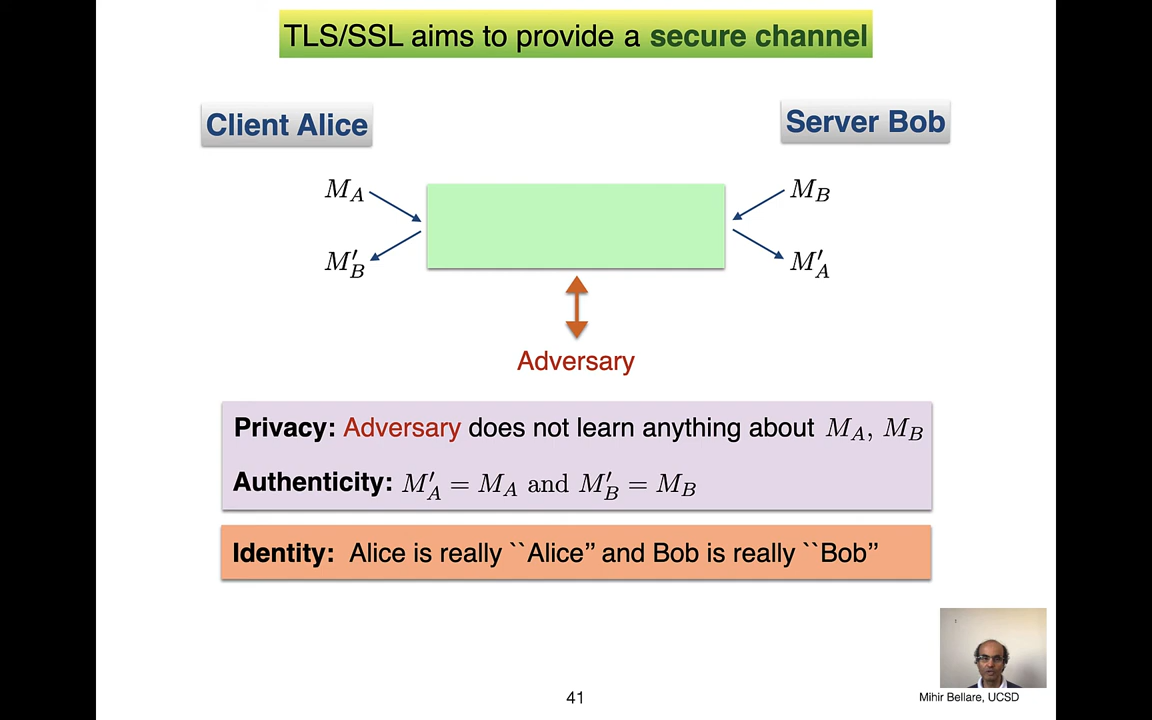 TLS/SSL aims to provide a secure channel
Client Alice
Server Bob
M_A
M_B
M'_B
M'_A
Adversary
Privacy: Adversary does not learn anything about M_A, M_B
Authenticity: M'_A = M_A and M'_B = M_B
Identity: Alice is really ``Alice” and Bob is really ``Bob”
41
Mihir Bellare, UCSD